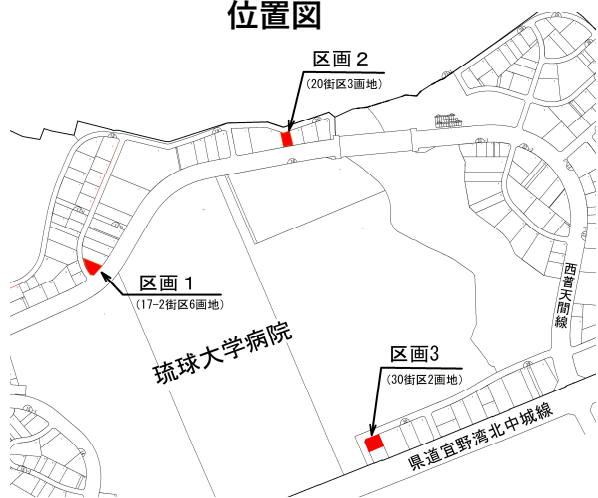 位置図
区画２
(20街区3画地)
区画１
(17-2街区6画地)
琉球大学病院
西普天間線
区画3
(30街区2画地)
県道宜野湾北中城線